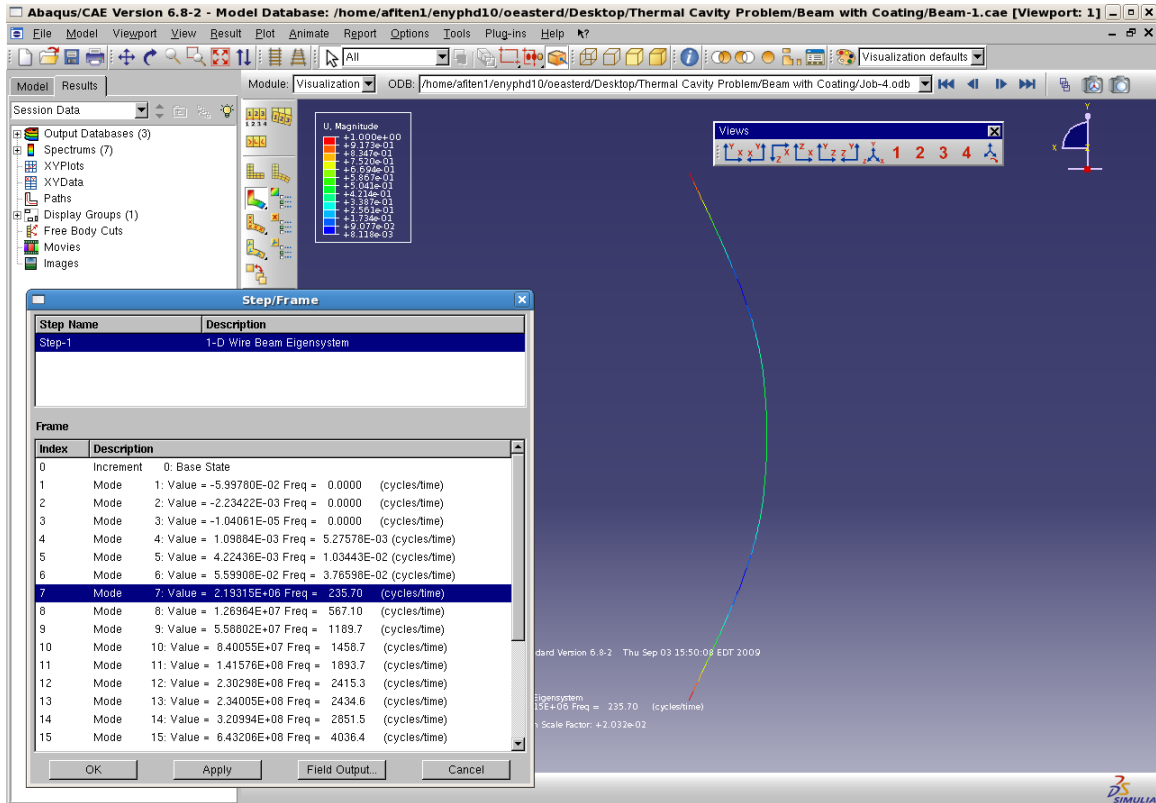 Abaqus/CAE Version 6.8-2 - Model Database: /home/afiten1/enyphd10/oeasterd/Desktop/Thermal Cavity Problem/Beam with Coating/Beam-1.cae [Viewport: 1]
File Model Viewport View Result Plot Animate Report Options Tools Plug-ins Help
All Visualization defaults
Model Results Module: Visualization ODB: /home/afiten1/enyphd10/oeasterd/Desktop/Thermal Cavity Problem/Beam with Coating/Job-4.odb
Session Data
Output Databases (3)
Spectrums (7)
XYPlots
XYData
Paths
Display Groups (1)
Free Body Cuts
Movies
Images
U, Magnitude
+1.000e+00
+9.173e-01
+8.347e-01
+7.520e-01
+6.694e-01
+5.867e-01
+5.041e-01
+4.214e-01
+3.387e-01
+2.561e-01
+1.734e-01
+9.077e-02
+8.118e-03
Views
1 2 3 4
Y
X
Z
Step/Frame
Step Name Description
Step-1 1-D Wire Beam Eigensystem
Frame
Index Description
0 Increment 0: Base State
1 Mode 1: Value = -5.99780E-02 Freq = 0.0000 (cycles/time)
2 Mode 2: Value = -2.23422E-03 Freq = 0.0000 (cycles/time)
3 Mode 3: Value = -1.04061E-05 Freq = 0.0000 (cycles/time)
4 Mode 4: Value = 1.09884E-03 Freq = 5.27578E-03 (cycles/time)
5 Mode 5: Value = 4.22436E-03 Freq = 1.03443E-02 (cycles/time)
6 Mode 6: Value = 5.59908E-02 Freq = 3.76598E-02 (cycles/time)
7 Mode 7: Value = 2.19315E+06 Freq = 235.70 (cycles/time)
8 Mode 8: Value = 1.26964E+07 Freq = 567.10 (cycles/time)
9 Mode 9: Value = 5.58802E+07 Freq = 1189.7 (cycles/time)
10 Mode 10: Value = 8.40055E+07 Freq = 1458.7 (cycles/time)
11 Mode 11: Value = 1.41576E+08 Freq = 1893.7 (cycles/time)
12 Mode 12: Value = 2.30298E+08 Freq = 2415.3 (cycles/time)
13 Mode 13: Value = 2.34005E+08 Freq = 2434.6 (cycles/time)
14 Mode 14: Value = 3.20994E+08 Freq = 2851.5 (cycles/time)
15 Mode 15: Value = 6.43206E+08 Freq = 4036.4 (cycles/time)
OK Apply Field Output... Cancel
dard Version 6.8-2 Thu Sep 03 15:50:08 EDT 2009
Eigensystem
15E+06 Freq = 235.70 (cycles/time)
n Scale Factor: +2.032e-02
SIMULIA